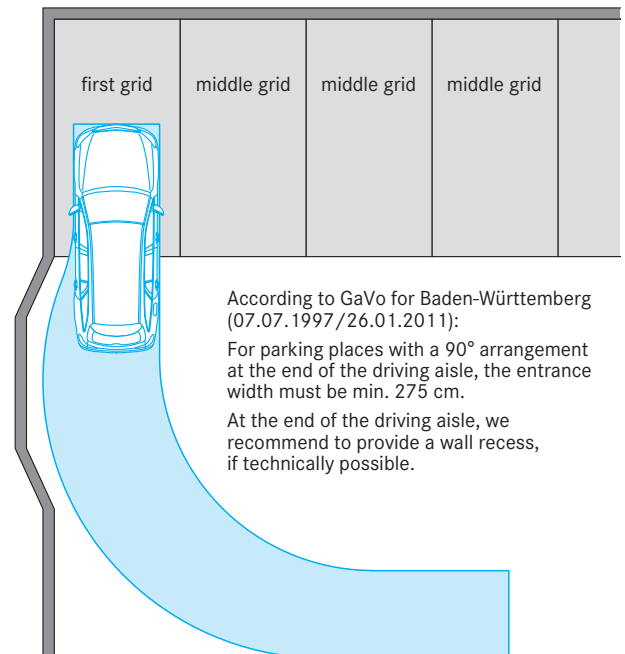 first grid
middle grid
middle grid
middle grid
According to GaVo for Baden-Württemberg
(07.07.1997/26.01.2011):
For parking places with a 90° arrangement
at the end of the driving aisle, the entrance
width must be min. 275 cm.
At the end of the driving aisle, we
recommend to provide a wall recess,
if technically possible.